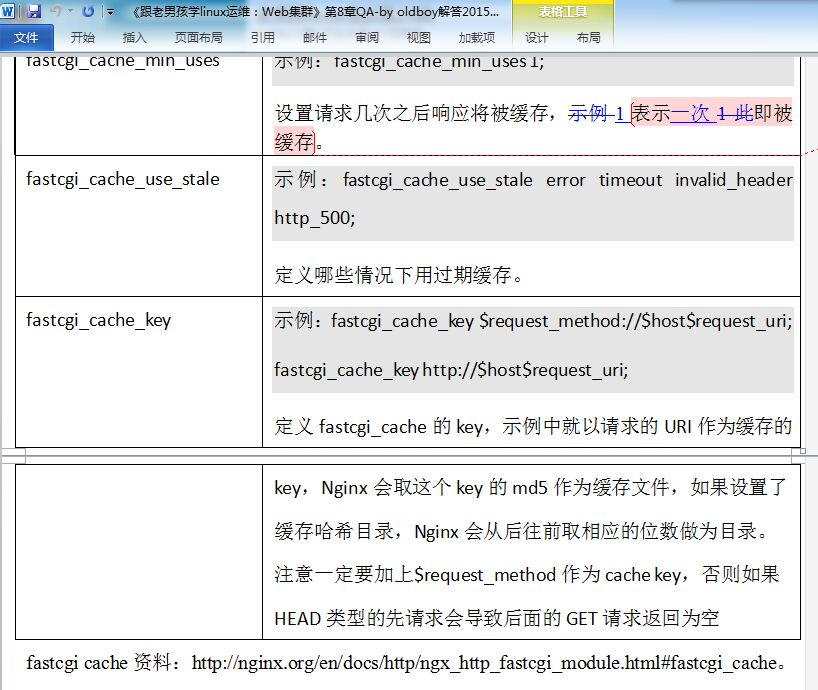 《跟老男孩学linux运维：Web集群》第8章QA-by oldboy解答2015...
表格工具
文件 开始 插入 页面布局 引用 邮件 审阅 视图 加载项 设计 布局
fastcgi_cache_min_uses
示例：fastcgi_cache_min_uses 1;
设置请求几次之后响应将被缓存，示例 1 1 表示一次 1 此即被
缓存。
fastcgi_cache_use_stale
示例：fastcgi_cache_use_stale error timeout invalid_header
http_500;
定义哪些情况下用过期缓存。
fastcgi_cache_key
示例：fastcgi_cache_key $request_method://$host$request_uri;
fastcgi_cache_key http://$host$request_uri;
定义 fastcgi_cache 的 key，示例中就以请求的 URI 作为缓存的
key，Nginx 会取这个 key 的 md5 作为缓存文件，如果设置了
缓存哈希目录，Nginx 会从后往前取相应的位数做为目录。
注意一定要加上$request_method 作为 cache key，否则如果
HEAD 类型的先请求会导致后面的 GET 请求返回为空
fastcgi cache 资料：http://nginx.org/en/docs/http/ngx_http_fastcgi_module.html#fastcgi_cache。